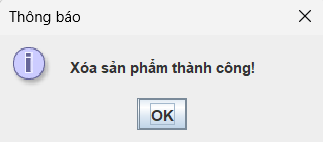 Thông báo
Xóa sản phẩm thành công!
OK